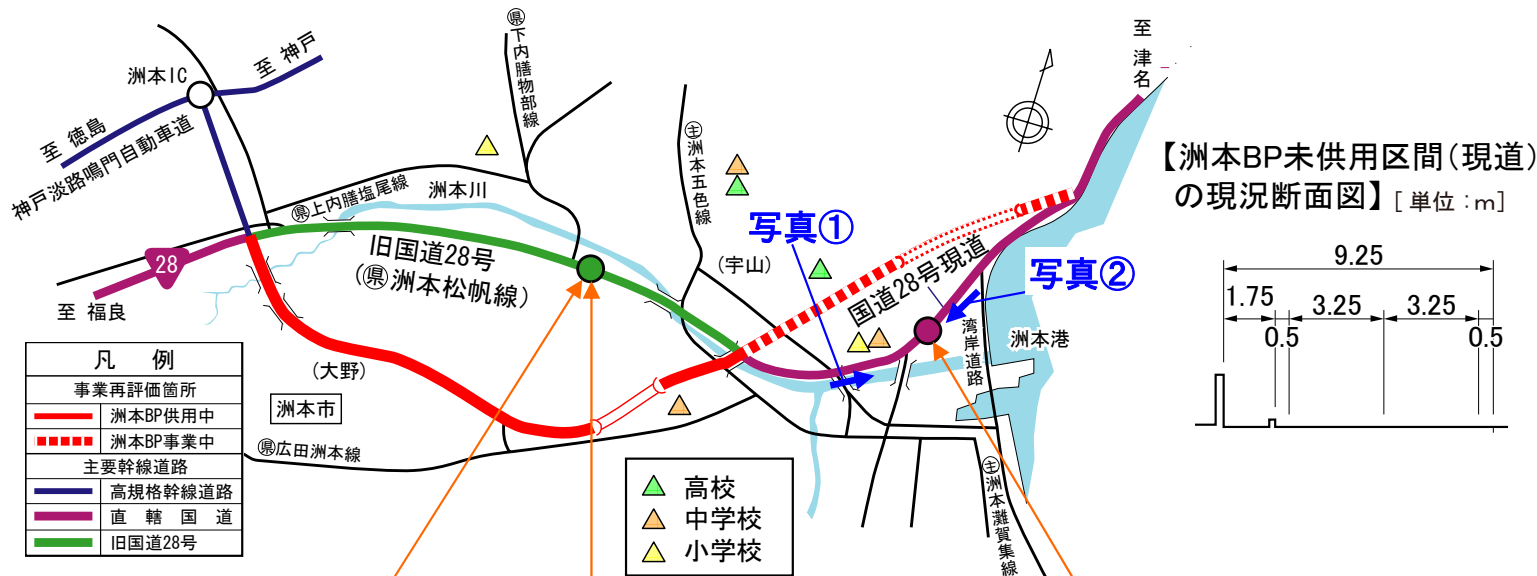 洲本IC
至 神戸
至 徳島
神戸淡路鳴門自動車道
㊩下内膳物部線
㊩上内膳塩尾線
洲本川
㊤洲本五色線
至 津名
28
至 福良
旧国道28号
(㊩洲本松帆線)
(宇山)
写真①
国道28号現道
写真②
湾岸道路
洲本港
(大野)
洲本市
㊩広田洲本線
㊤洲本灘賀集線
凡 例
事業再評価箇所
洲本BP供用中
洲本BP事業中
主要幹線道路
高規格幹線道路
直 轄 国 道
旧国道28号
高校
中学校
小学校
【洲本BP未供用区間(現道)
の現況断面図】[単位:m]
9.25
1.75
3.25
3.25
0.5
0.5